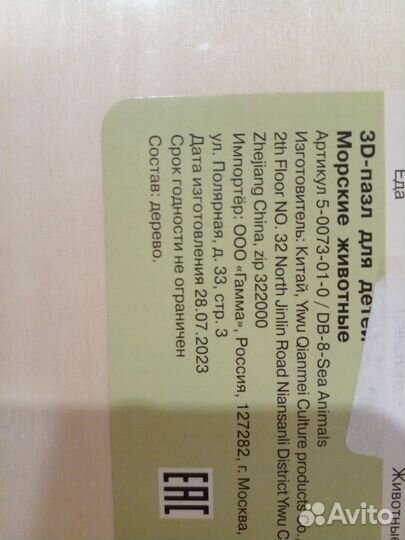 3D-пазл для детей
Морские животные
Артикул 5-0073-01-0 / DB-8-Sea Animals
Изготовитель: Китай, Yiwu Qianmei Culture products Co.,
2th Floor NO. 32 North Jinlin Road Niansanli District Yiwu C
Zhejiang China, zip 322000
Импортёр: ООО «Гамма», Россия, 127282, г. Москва,
ул. Полярная, д. 33, стр. 3
Дата изготовления 28.07.2023
Срок годности не ограничен
Состав: дерево.
EAC
Еда
Животные
Avito